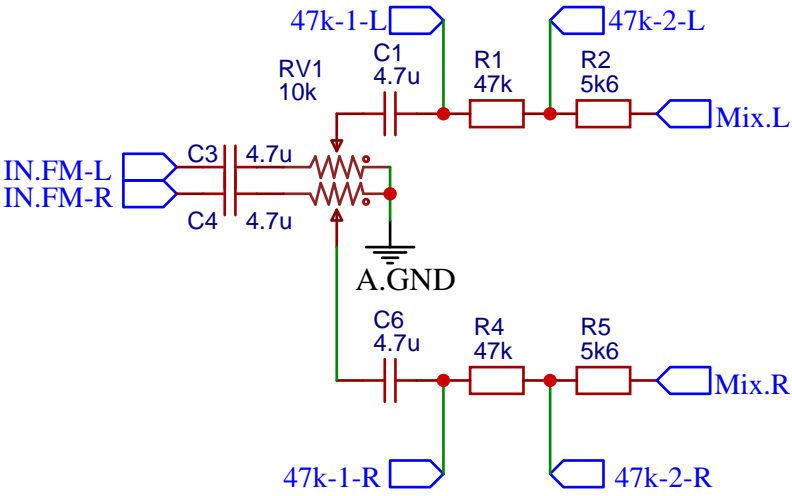 47k-1-L
47k-2-L
C1
4.7u
R1
47k
R2
5k6
RV1
10k
Mix.L
IN.FM-L
C3 4.7u
IN.FM-R
C4 4.7u
A.GND
C6
4.7u
R4
47k
R5
5k6
Mix.R
47k-1-R
47k-2-R